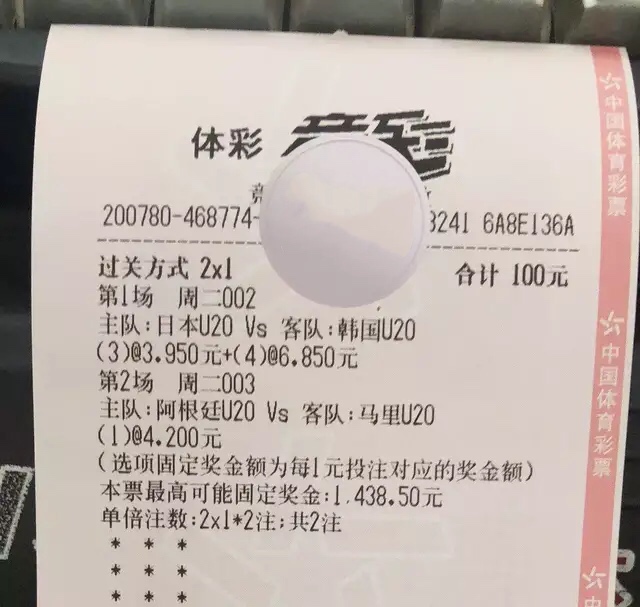 体彩 竞彩
200780-468774- 3241 6A8E136A
过关方式 2x1 合计 100元
第1场 周二002
主队:日本U20 Vs 客队:韩国U20
(3)@3.950元+(4)@6.850元
第2场 周二003
主队:阿根廷U20 Vs 客队:马里U20
(1)@4.200元
(选项固定奖金额为每1元投注对应的奖金额)
本票最高可能固定奖金:1,438.50元
单倍注数:2x1*2注;共2注
* * *
* * *
* * *
中国体育彩票
中国体育彩票
中